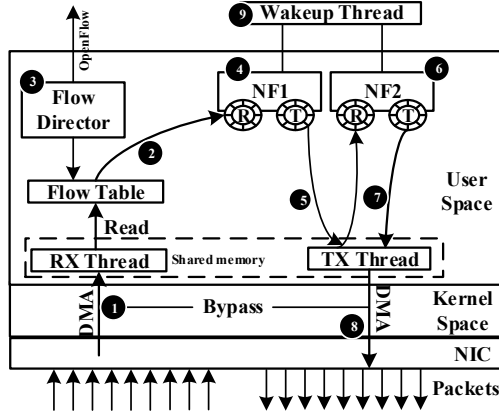 9 Wakeup Thread
OpenFlow
3 Flow Director
4 NF1
6 NF2
R T R T
2
Flow Table
5
7
User Space
Read
RX Thread
Shared memory
TX Thread
DMA
1
Bypass
DMA
8
Kernel Space
NIC
Packets